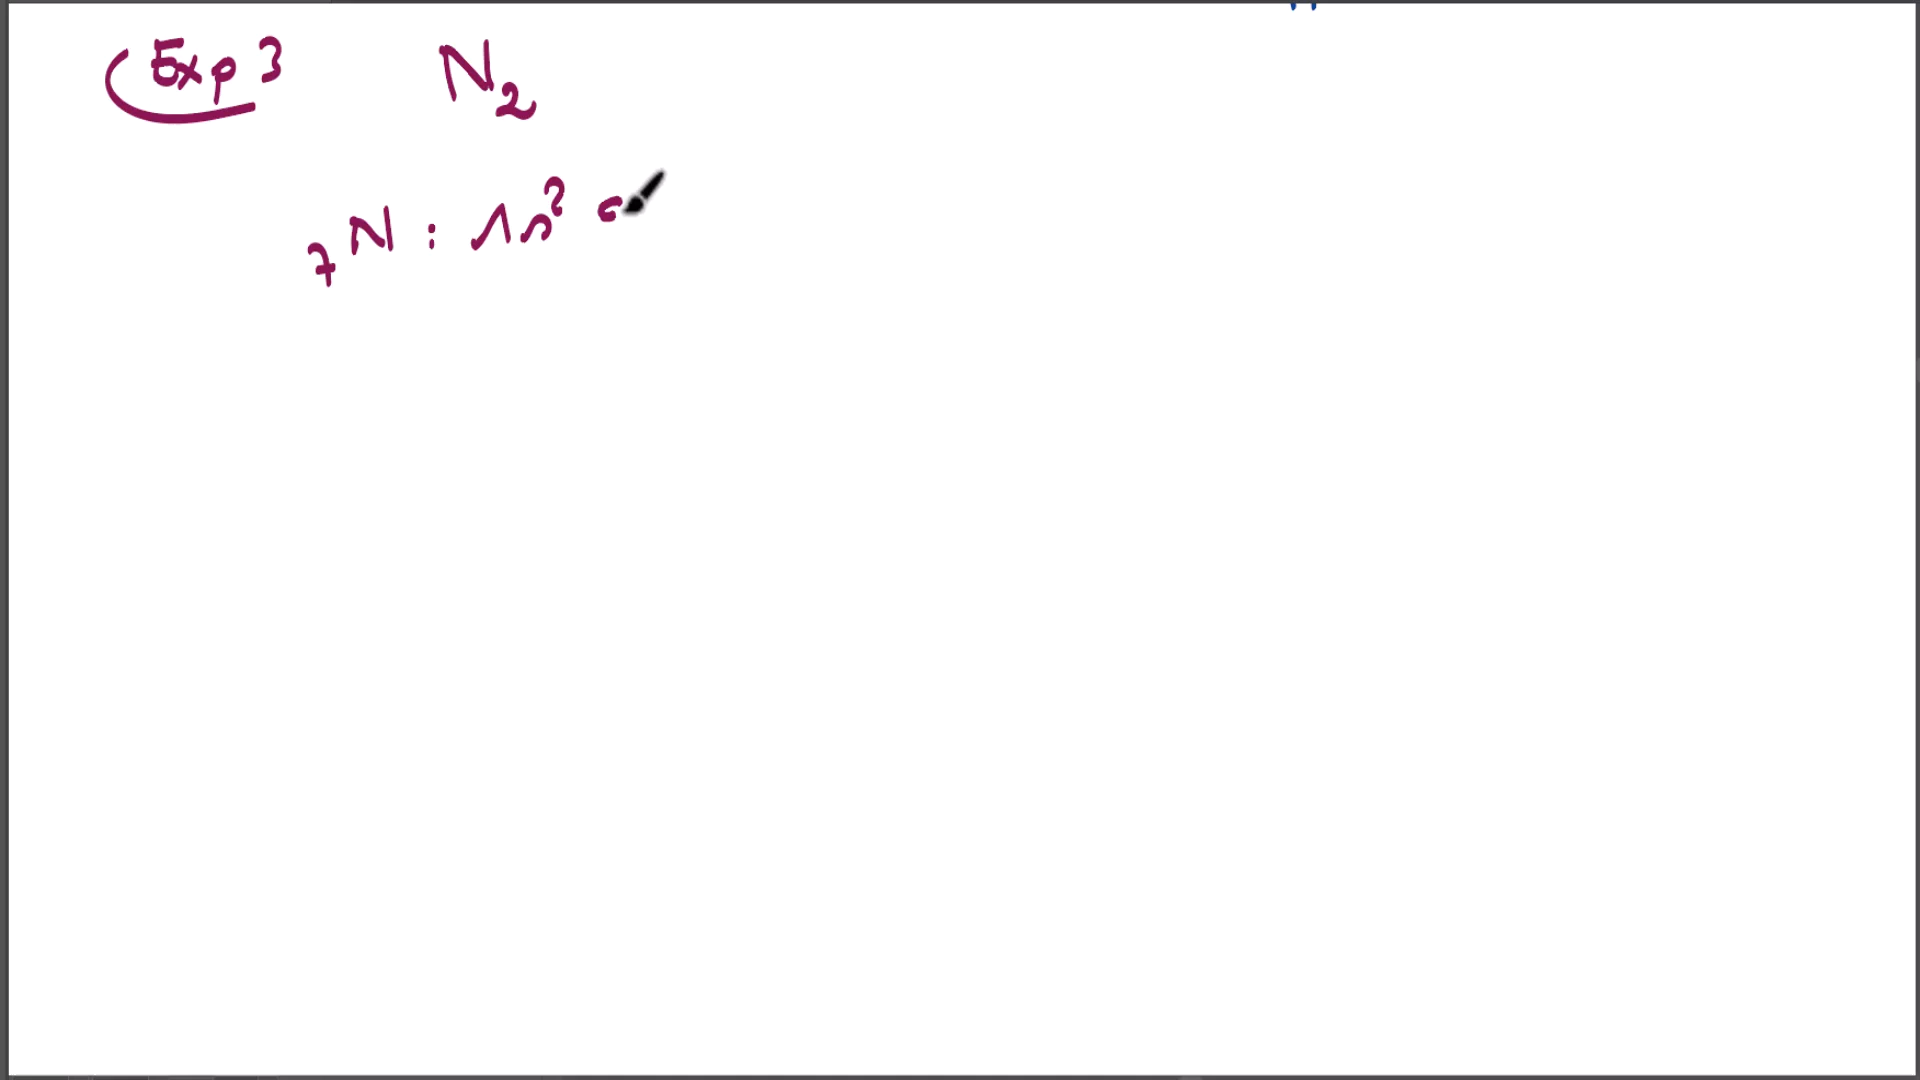 Exp 3 N₂
₇N : 1s²